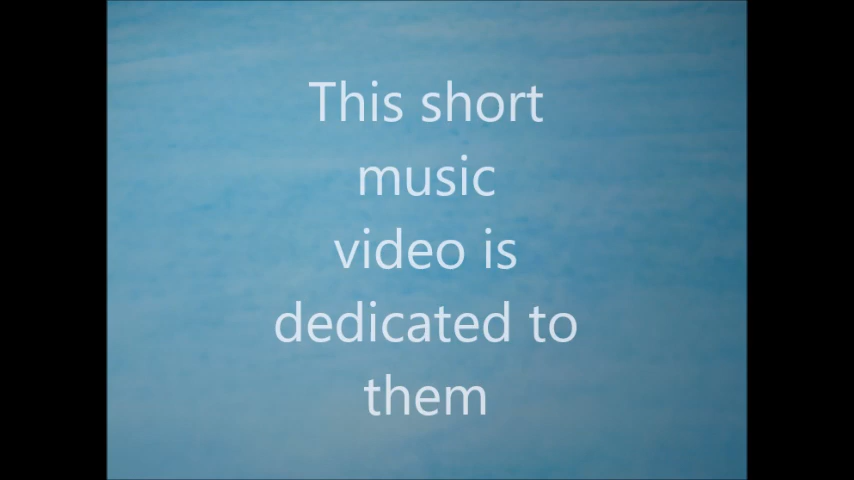 This short
music
video is
dedicated to
them